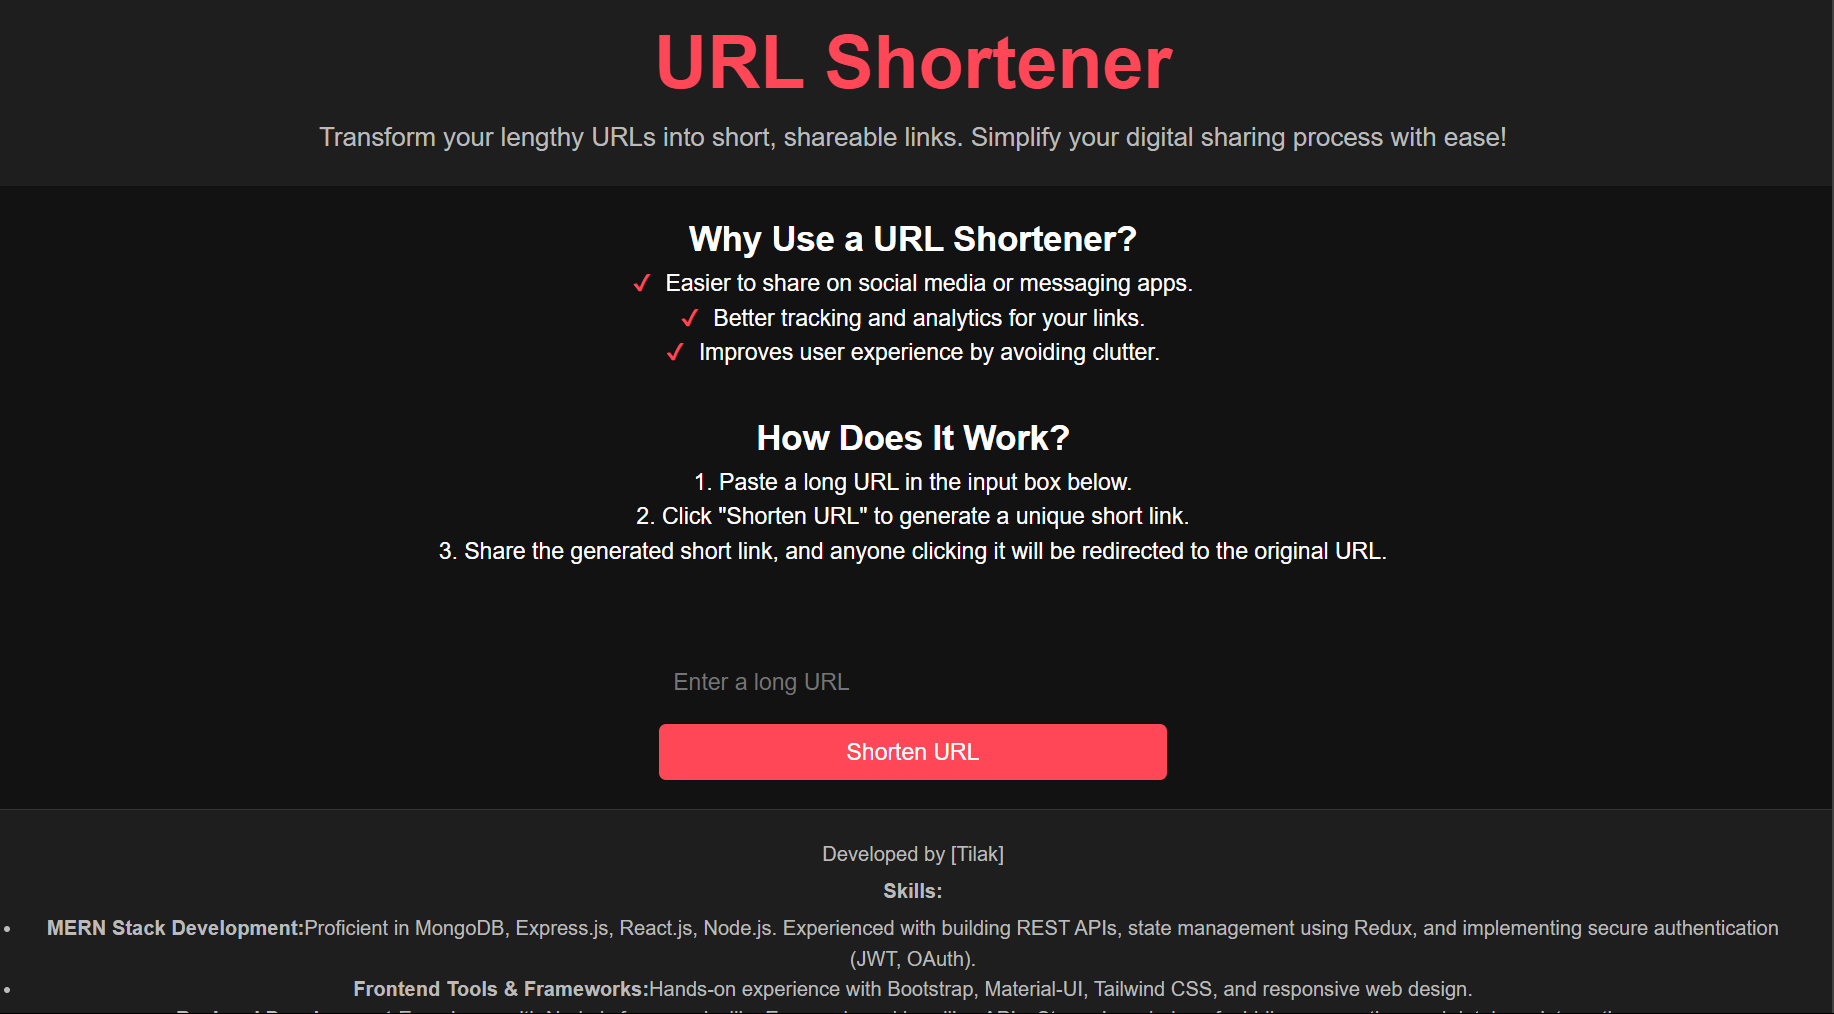 URL Shortener
Transform your lengthy URLs into short, shareable links. Simplify your digital sharing process with ease!
Why Use a URL Shortener?
✓ Easier to share on social media or messaging apps.
✓ Better tracking and analytics for your links.
✓ Improves user experience by avoiding clutter.
How Does It Work?
1. Paste a long URL in the input box below.
2. Click "Shorten URL" to generate a unique short link.
3. Share the generated short link, and anyone clicking it will be redirected to the original URL.
Enter a long URL
Shorten URL
Developed by [Tilak]
Skills:
• MERN Stack Development:Proficient in MongoDB, Express.js, React.js, Node.js. Experienced with building REST APIs, state management using Redux, and implementing secure authentication
(JWT, OAuth).
• Frontend Tools & Frameworks:Hands-on experience with Bootstrap, Material-UI, Tailwind CSS, and responsive web design.